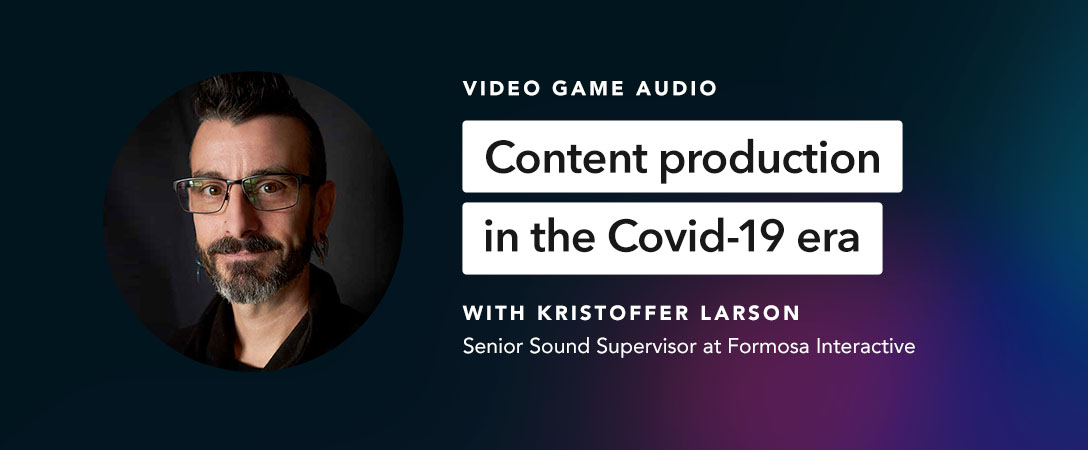 VIDEO GAME AUDIO
Content production
in the Covid-19 era
WITH KRISTOFFER LARSON
Senior Sound Supervisor at Formosa Interactive